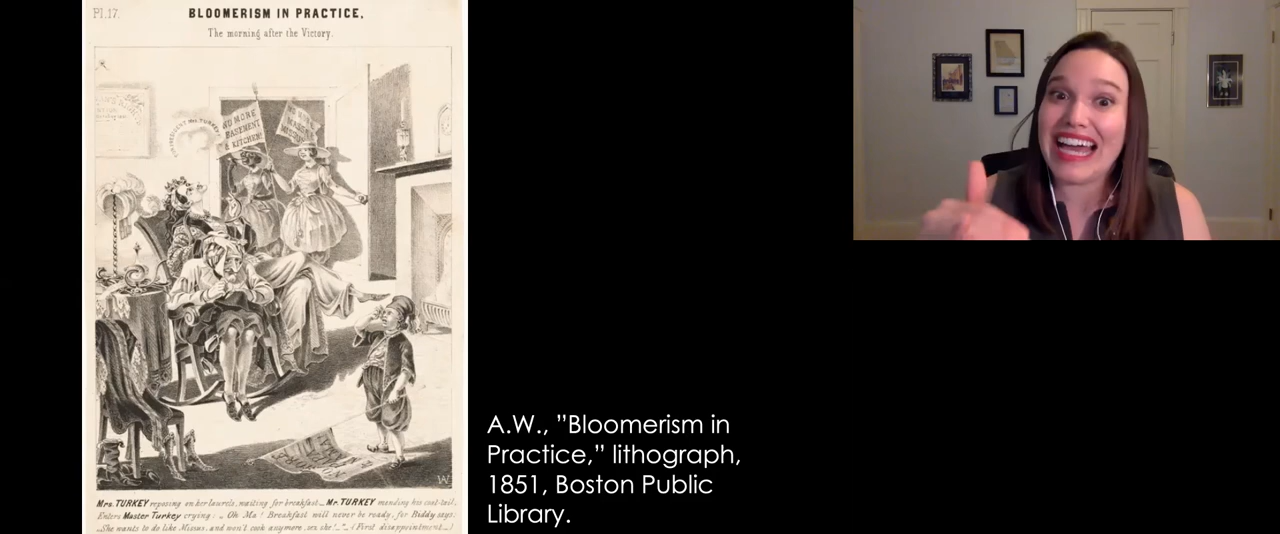 Pl.17.
BLOOMERISM IN PRACTICE,
The morning after the Victory.
NO MORE
BASEMENT
& KITCHEN!
Mrs. TURKEY reposing on her laurels, waiting for breakfast._ Mr. TURKEY mending his coat-tail.
Enters Master Turkey crying: _ Oh Ma! Breakfast will never be ready, for Biddy says:
„She wants to do like Missus, and won't cook anymore, ses she!_"_ (First disappointment._)
A.W., ”Bloomerism in
Practice,” lithograph,
1851, Boston Public
Library.